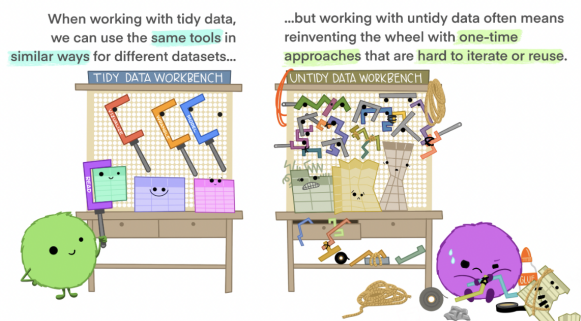 When working with tidy data,
we can use the same tools in
similar ways for different datasets...
...but working with untidy data often means
reinventing the wheel with one-time
approaches that are hard to iterate or reuse.
TIDY DATA WORKBENCH
UNTIDY DATA WORKBENCH
GLUE